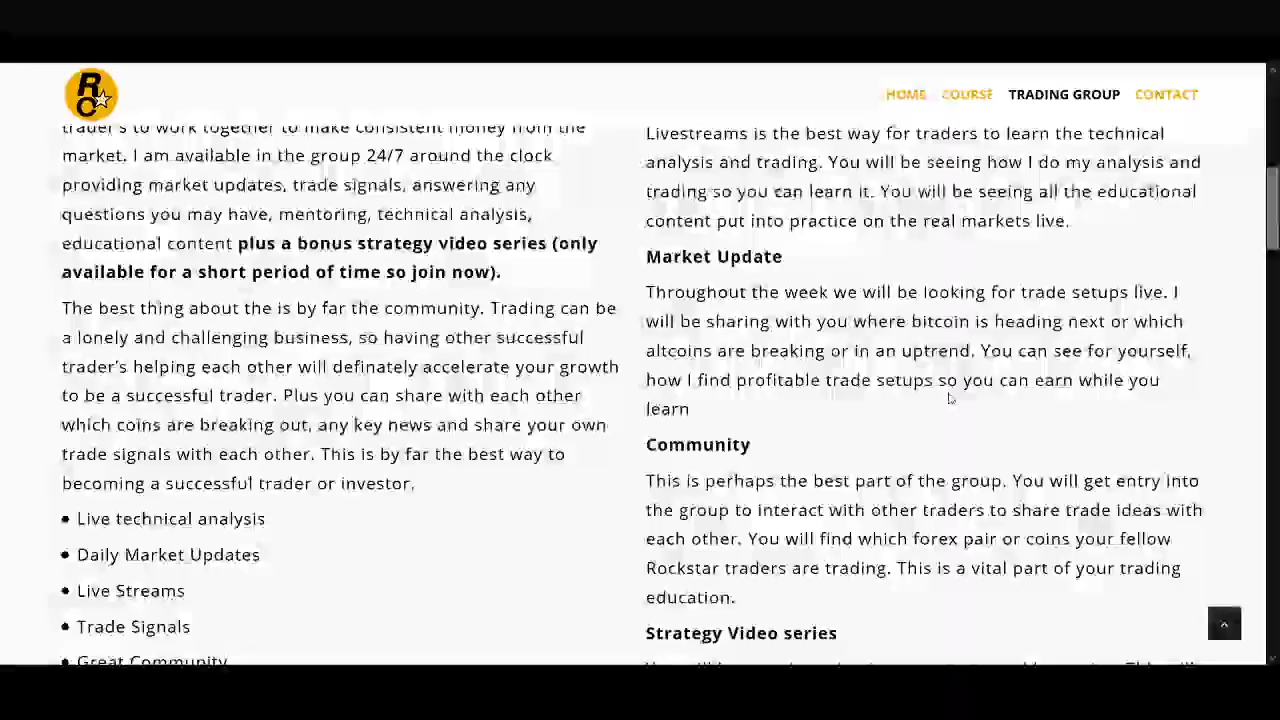 R
C
HOME COURSE TRADING GROUP CONTACT
trader's to work together to make consistent money from the
market. I am available in the group 24/7 around the clock
providing market updates, trade signals, answering any
questions you may have, mentoring, technical analysis,
educational content plus a bonus strategy video series (only
available for a short period of time so join now).
The best thing about the is by far the community. Trading can be
a lonely and challenging business, so having other successful
trader's helping each other will definately accelerate your growth
to be a successful trader. Plus you can share with each other
which coins are breaking out, any key news and share your own
trade signals with each other. This is by far the best way to
becoming a successful trader or investor.
• Live technical analysis
• Daily Market Updates
• Live Streams
• Trade Signals
• Great Community
Livestreams is the best way for traders to learn the technical
analysis and trading. You will be seeing how I do my analysis and
trading so you can learn it. You will be seeing all the educational
content put into practice on the real markets live.
Market Update
Throughout the week we will be looking for trade setups live. I
will be sharing with you where bitcoin is heading next or which
altcoins are breaking or in an uptrend. You can see for yourself,
how I find profitable trade setups so you can earn while you
learn
Community
This is perhaps the best part of the group. You will get entry into
the group to interact with other traders to share trade ideas with
each other. You will find which forex pair or coins your fellow
Rockstar traders are trading. This is a vital part of your trading
education.
Strategy Video series